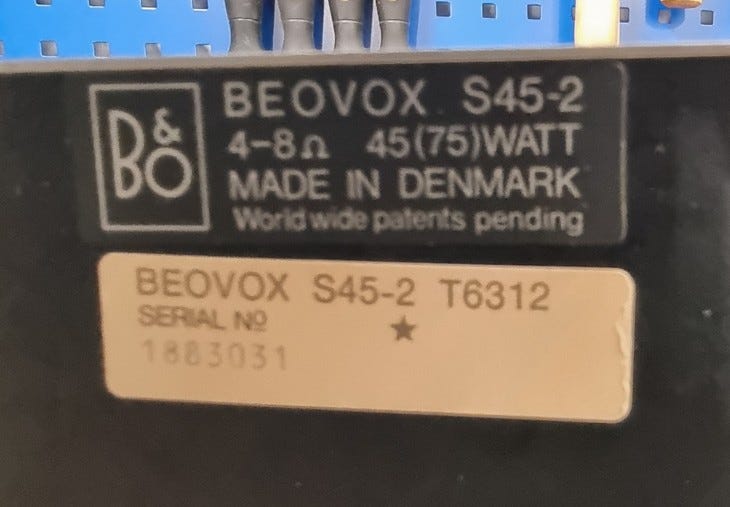 B&O
BEOVOX S45-2
4-8Ω 45(75)WATT
MADE IN DENMARK
World wide patents pending
BEOVOX S45-2 T6312
SERIAL Nº
★
1883031